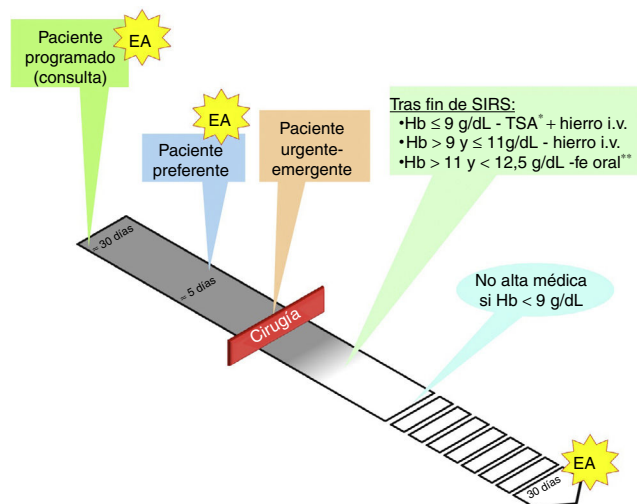 Paciente
programado
(consulta)
EA
Paciente
preferente
EA
Paciente
urgente-
emergente
Tras fin de SIRS:
•Hb ≤ 9 g/dL - TSA* + hierro i.v.
•Hb > 9 y ≤ 11g/dL - hierro i.v.
•Hb > 11 y < 12,5 g/dL -fe oral**
≈ 30 días
≈ 5 días
Cirugía
No alta médica
si Hb < 9 g/dL
EA
30 días